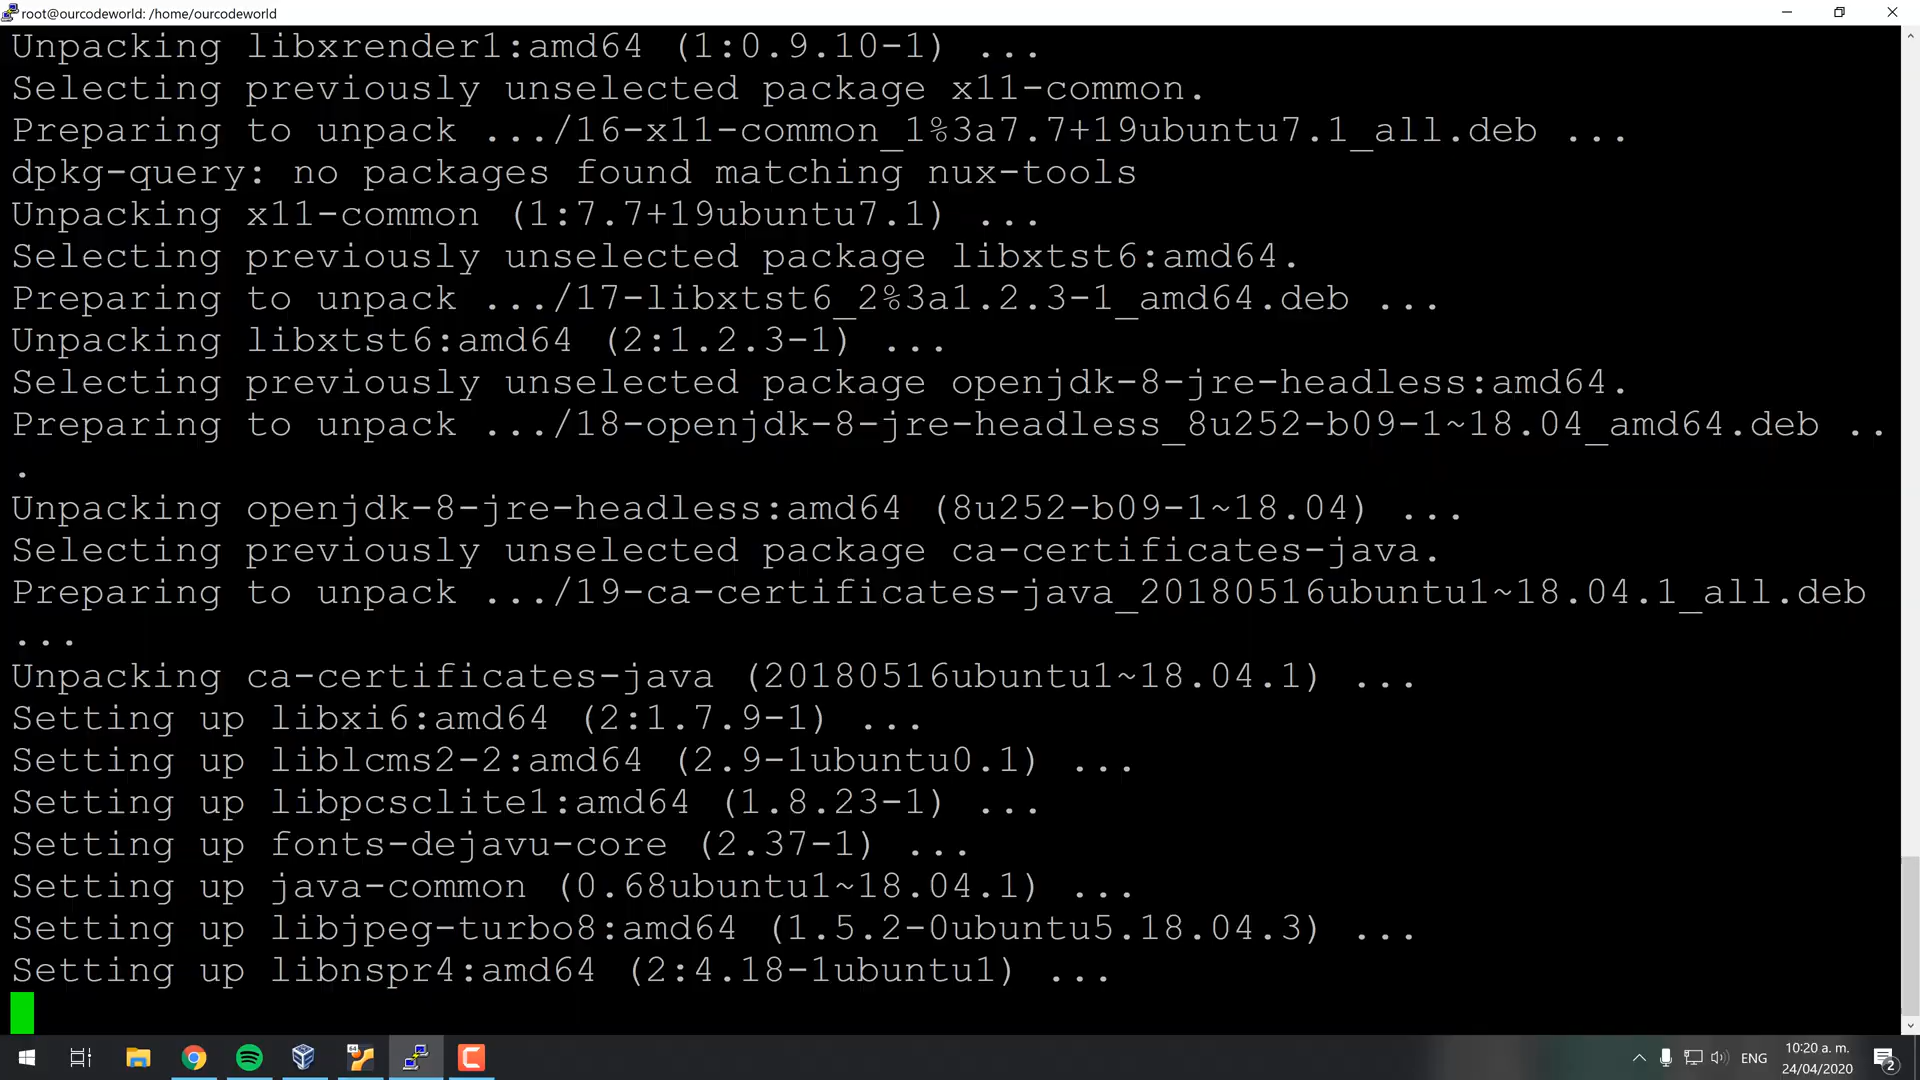 root@ourcodeworld: /home/ourcodeworld
Unpacking libxrender1:amd64 (1:0.9.10-1) ...
Selecting previously unselected package x11-common.
Preparing to unpack .../16-x11-common_1%3a7.7+19ubuntu7.1_all.deb ...
dpkg-query: no packages found matching nux-tools
Unpacking x11-common (1:7.7+19ubuntu7.1) ...
Selecting previously unselected package libxtst6:amd64.
Preparing to unpack .../17-libxtst6_2%3a1.2.3-1_amd64.deb ...
Unpacking libxtst6:amd64 (2:1.2.3-1) ...
Selecting previously unselected package openjdk-8-jre-headless:amd64.
Preparing to unpack .../18-openjdk-8-jre-headless_8u252-b09-1~18.04_amd64.deb ..
.
Unpacking openjdk-8-jre-headless:amd64 (8u252-b09-1~18.04) ...
Selecting previously unselected package ca-certificates-java.
Preparing to unpack .../19-ca-certificates-java_20180516ubuntu1~18.04.1_all.deb
...
Unpacking ca-certificates-java (20180516ubuntu1~18.04.1) ...
Setting up libxi6:amd64 (2:1.7.9-1) ...
Setting up liblcms2-2:amd64 (2.9-1ubuntu0.1) ...
Setting up libpcsclite1:amd64 (1.8.23-1) ...
Setting up fonts-dejavu-core (2.37-1) ...
Setting up java-common (0.68ubuntu1~18.04.1) ...
Setting up libjpeg-turbo8:amd64 (1.5.2-0ubuntu5.18.04.3) ...
Setting up libnspr4:amd64 (2:4.18-1ubuntu1) ...
64
ENG
10:20 a. m.
24/04/2020
2